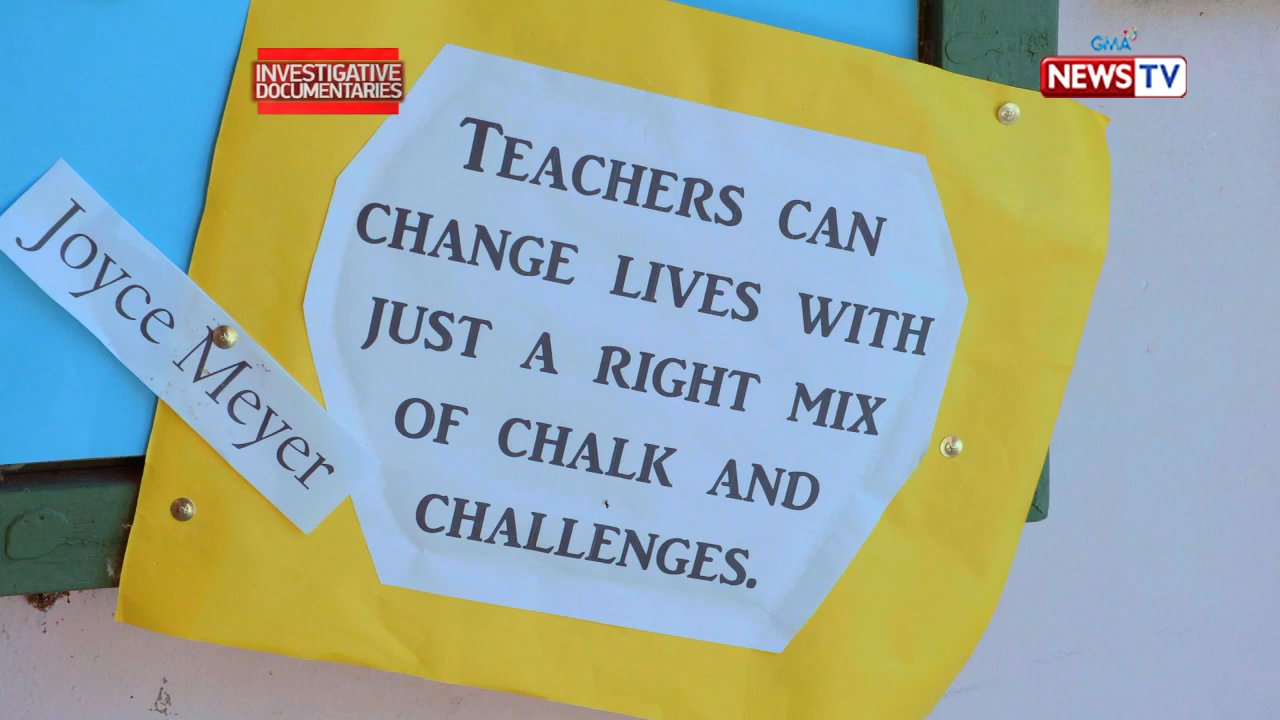 INVESTIGATIVE
DOCUMENTARIES
GMA
NEWS TV
TEACHERS CAN
CHANGE LIVES WITH
JUST A RIGHT MIX
OF CHALK AND
CHALLENGES.
Joyce Meyer